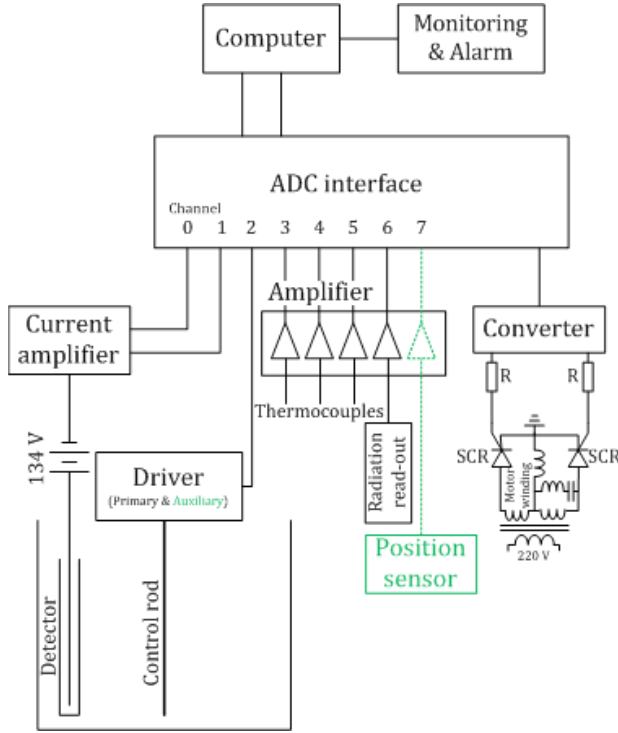 Computer
Monitoring
& Alarm
ADC interface
Channel
0 1 2 3 4 5 6 7
Amplifier
Current
amplifier
Converter
R
R
Thermocouples
134 V
Driver
(Primary & Auxiliary)
Radiation
read-out
SCR
SCR
Motor
winding
220 V
Position
sensor
Detector
Control rod